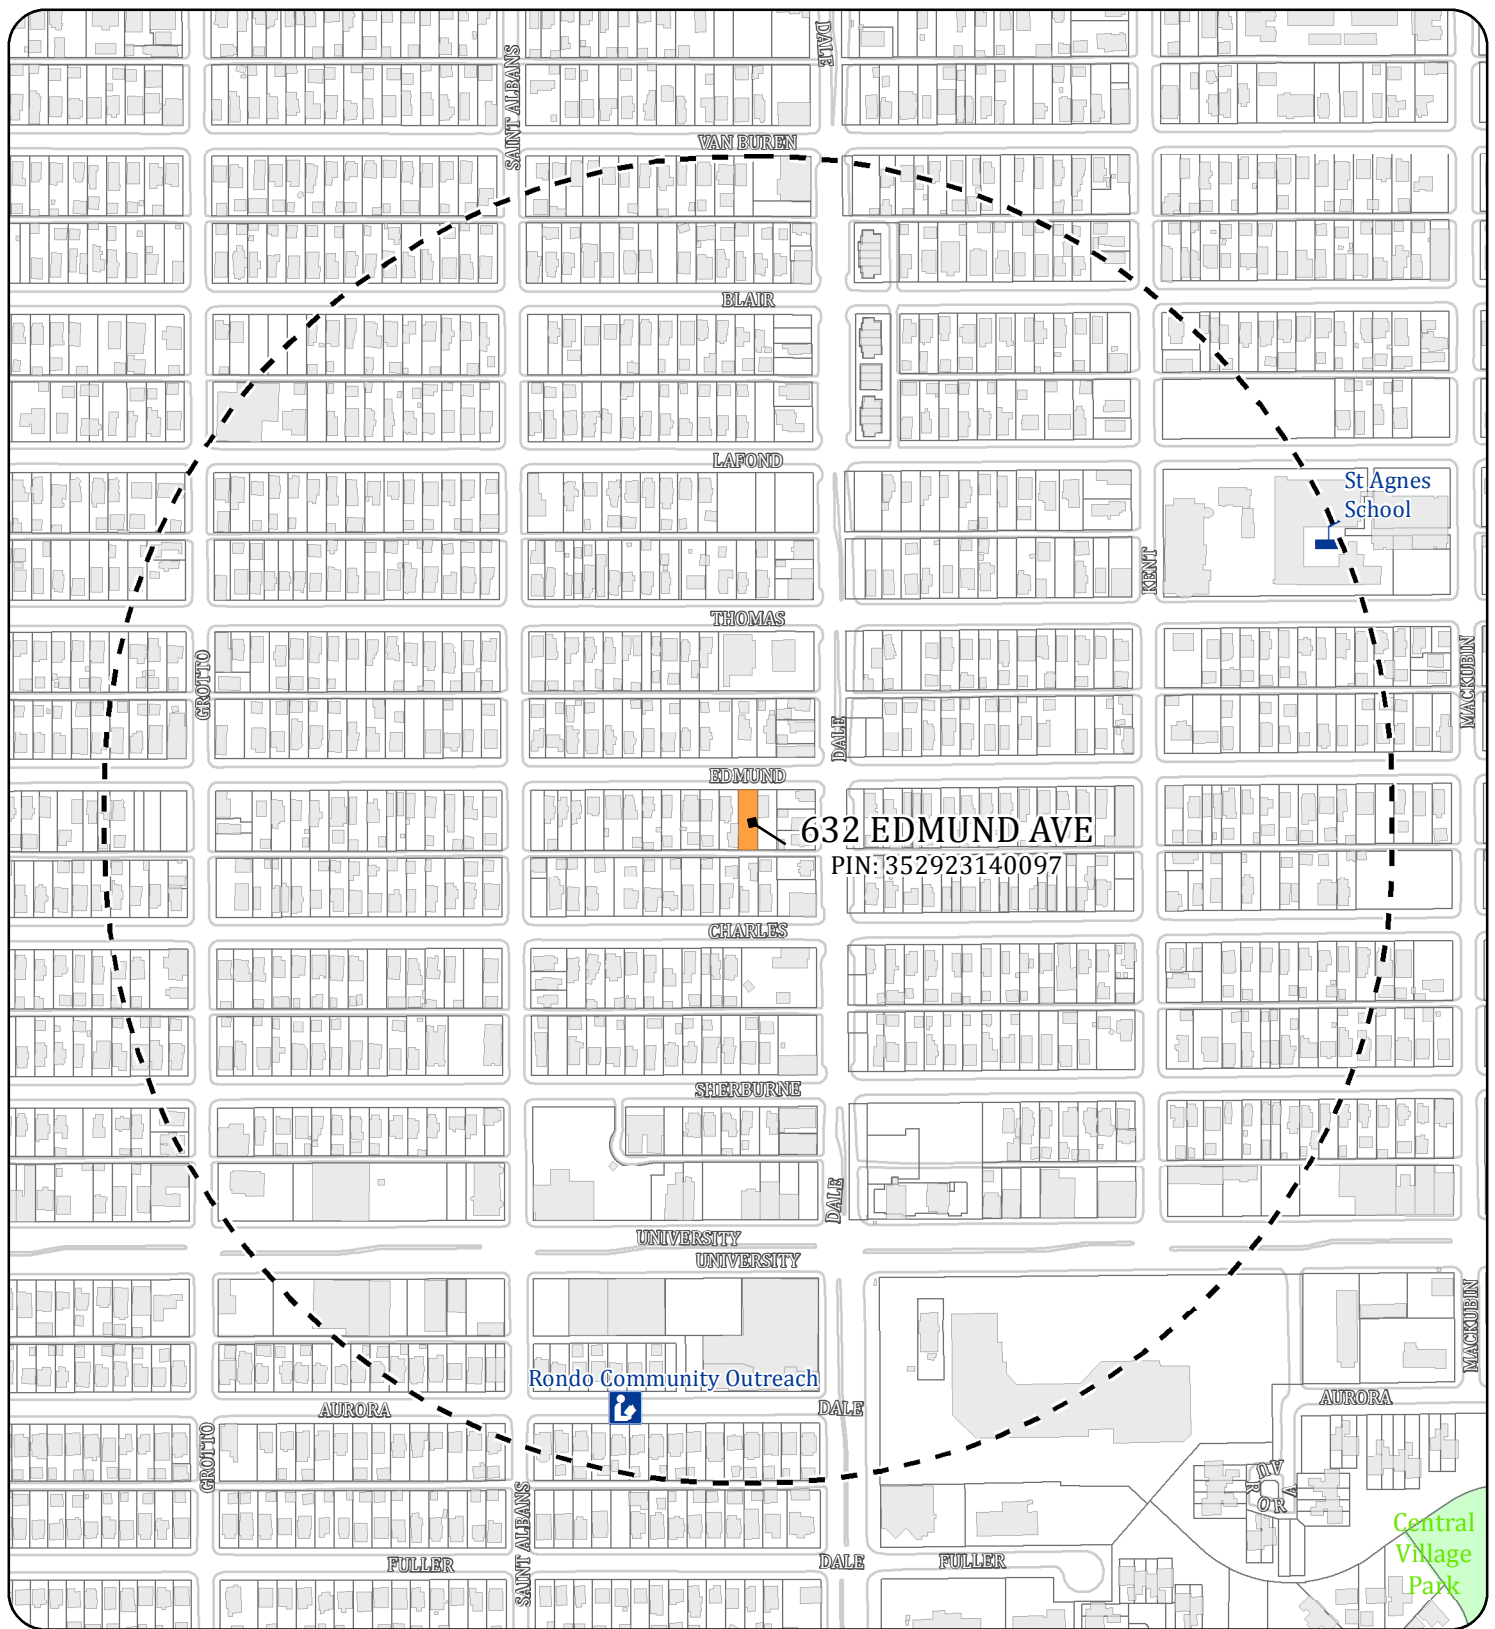 DALE
SAINT ALBANS
VAN BUREN
BLAIR
LAFOND
St Agnes
School
KENT
THOMAS
GROTTO
MACKUBIN
DALE
EDMUND
632 EDMUND AVE
PIN: 352923140097
CHARLES
SHERBURNE
DALE
UNIVERSITY
UNIVERSITY
MACKUBIN
Rondo Community Outreach
AURORA
DALE
AURORA
GROTTO
AURORA
SAINT ALBANS
Central
Village
Park
FULLER
DALE
FULLER